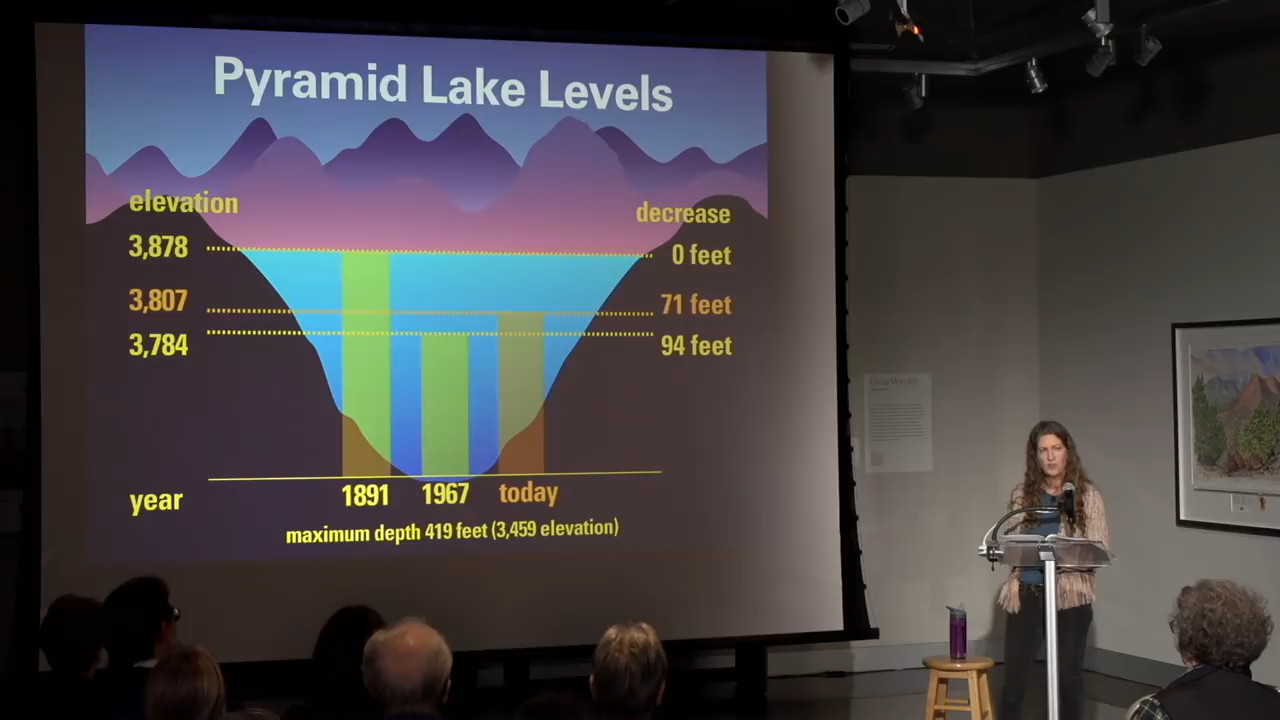 Pyramid Lake Levels
elevation
decrease
3,878
0 feet
3,807
71 feet
3,784
94 feet
year
1891
1967
today
maximum depth 419 feet (3,459 elevation)